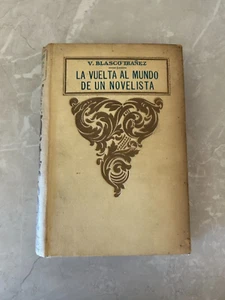 V. BLASCO IBAÑEZ
LA VUELTA AL MUNDO
DE UN NOVELISTA